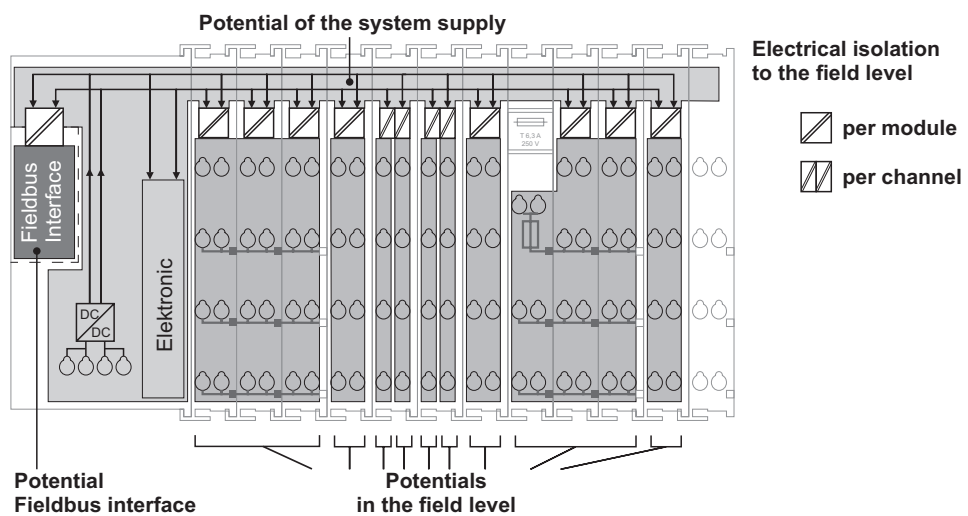 Potential of the system supply
Electrical isolation
to the field level
per module
per channel
T 6,3 A
250 V
Fieldbus
Interface
Elektronic
DC
DC
Potential
Fieldbus interface
Potentials
in the field level